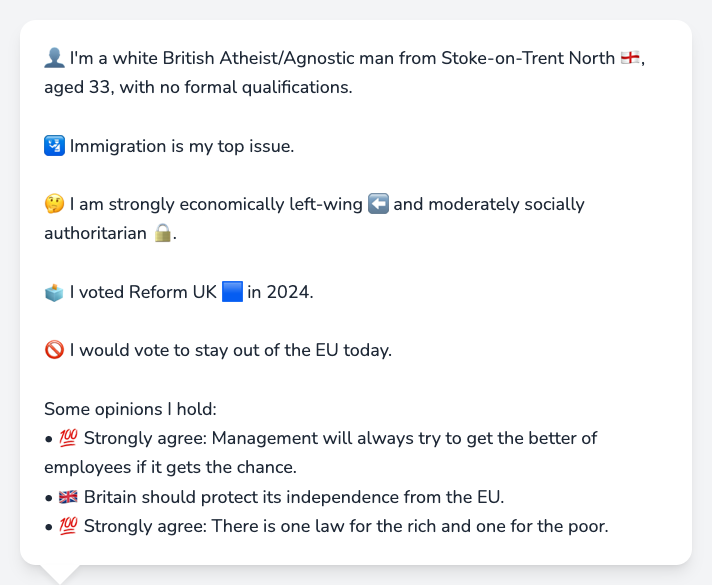 👤 I'm a white British Atheist/Agnostic man from Stoke-on-Trent North 🏴󠁧󠁢󠁥󠁮󠁧󠁿,
aged 33, with no formal qualifications.
🛂 Immigration is my top issue.
🤔 I am strongly economically left-wing ⬅️ and moderately socially
authoritarian 🔒.
🗳️ I voted Reform UK 🟦 in 2024.
🚫 I would vote to stay out of the EU today.
Some opinions I hold:
• 💯 Strongly agree: Management will always try to get the better of
employees if it gets the chance.
• 🇬🇧 Britain should protect its independence from the EU.
• 💯 Strongly agree: There is one law for the rich and one for the poor.